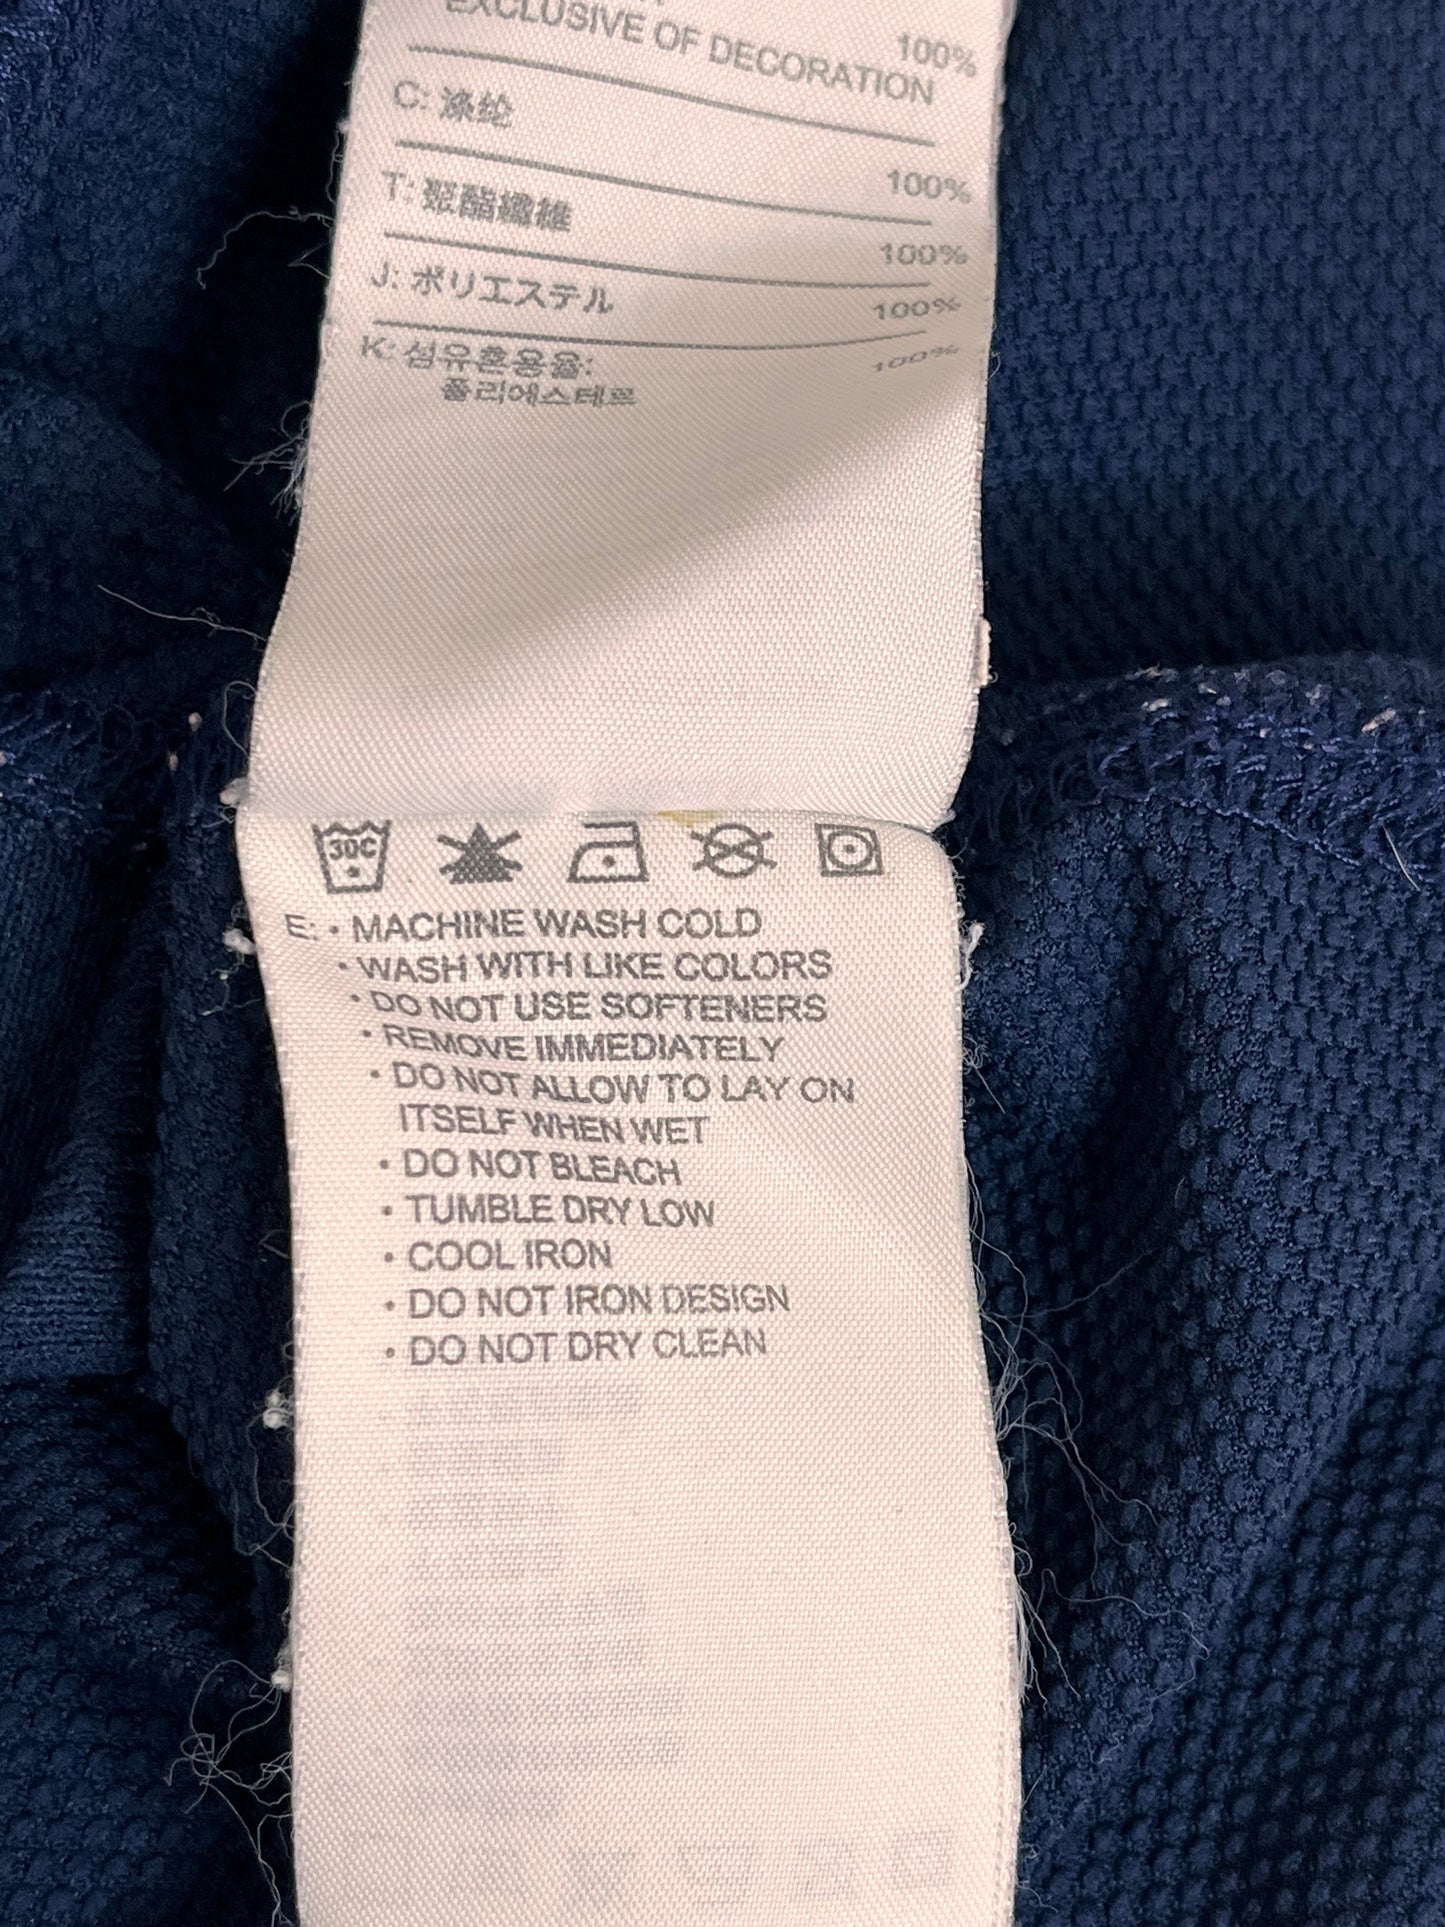 EXCLUSIVE OF DECORATION
100%
C: 涤纶 100%
T: 聚酯纖維 100%
J: ポリエステル 100%
K: 섬유혼용율:
폴리에스테르 100%
30C
E: • MACHINE WASH COLD
• WASH WITH LIKE COLORS
• DO NOT USE SOFTENERS
• REMOVE IMMEDIATELY
• DO NOT ALLOW TO LAY ON
ITSELF WHEN WET
• DO NOT BLEACH
• TUMBLE DRY LOW
• COOL IRON
• DO NOT IRON DESIGN
• DO NOT DRY CLEAN